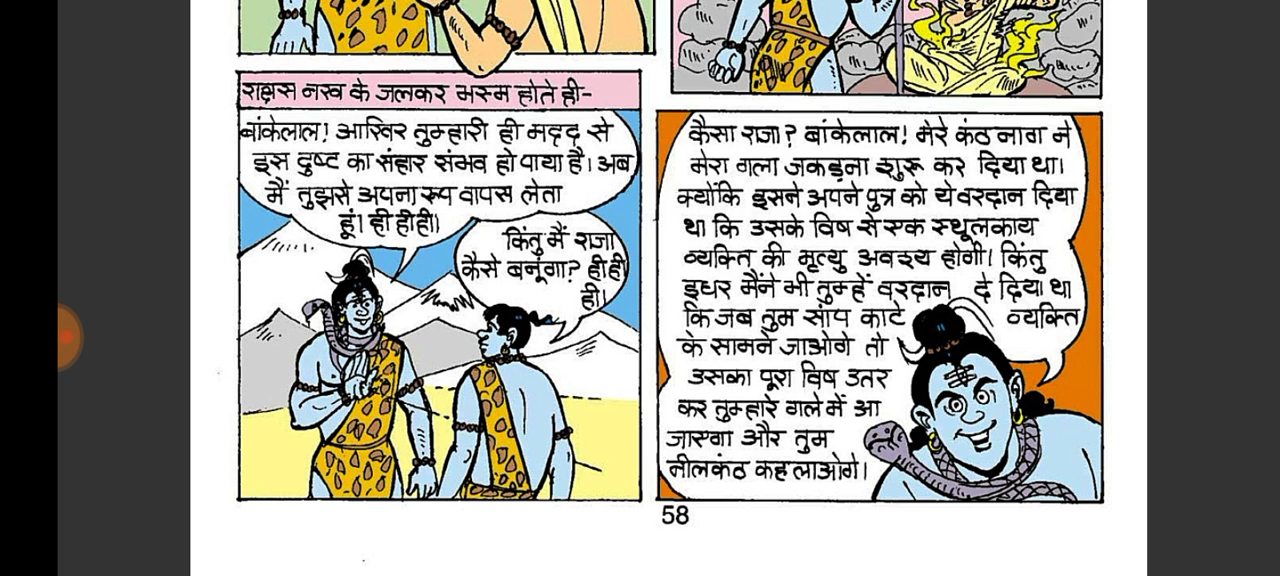 राक्षस नख के जलकर भस्म होते ही-
बांकेलाल! आखिर तुम्हारी ही मदद से
इस दुष्ट का संहार संभव हो पाया है। अब
मैं तुझसे अपना रूप वापस लेता
हूं। ही ही ही।
किंतु मैं राजा
कैसे बनूंगा? ही ही
ही।
कैसा राजा? बांकेलाल! मेरे कंठ नाग ने
मेरा गला जकड़ना शुरू कर दिया था।
क्योंकि इसने अपने पुत्र को ये वरदान दिया
था कि उसके विष से एक स्थूलकाय
व्यक्ति की मृत्यु अवश्य होगी। किंतु
इधर मैंने भी तुम्हें वरदान दे दिया था
कि जब तुम सांप काटे व्यक्ति
के सामने जाओगे तो
उसका पूरा विष उतर
कर तुम्हारे गले में आ
जाएगा और तुम
नीलकंठ कहलाओगे।
58